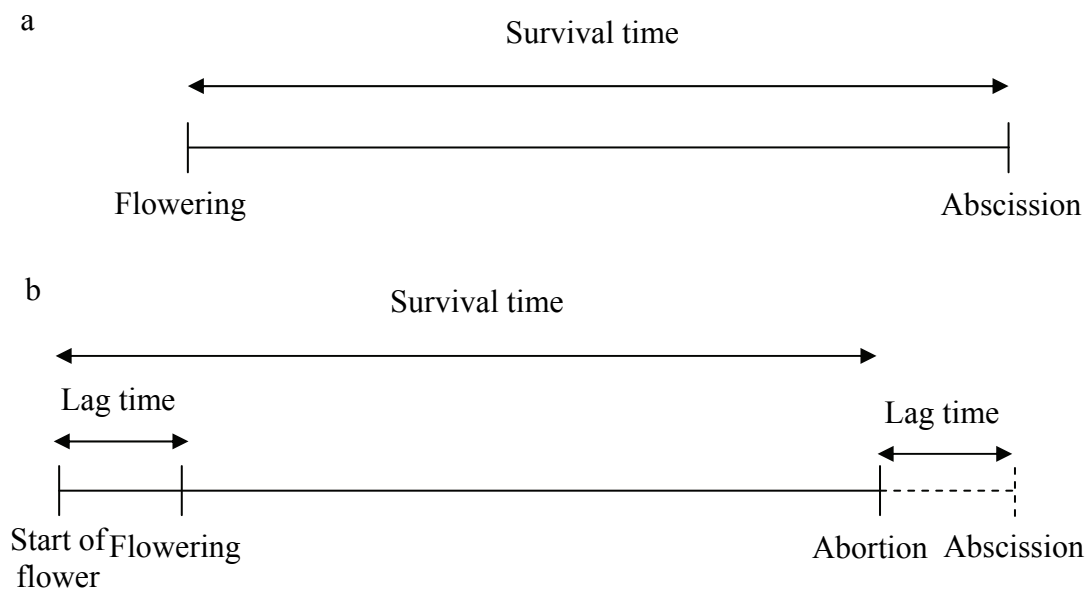 a
Survival time
Flowering
Abscission
b
Survival time
Lag time
Lag time
Start of Flowering
flower
Abortion Abscission